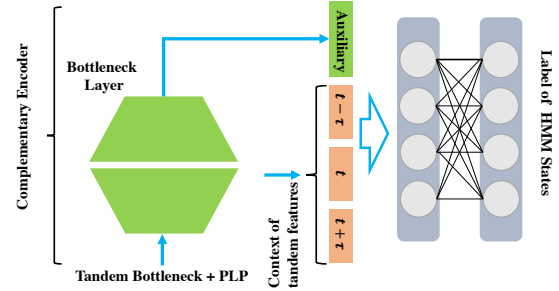 Complementary Encoder
Bottleneck
Layer
Tandem Bottleneck + PLP
Auxiliary
t − τ
t
t + τ
Context of
tandem features
Label of HMM States